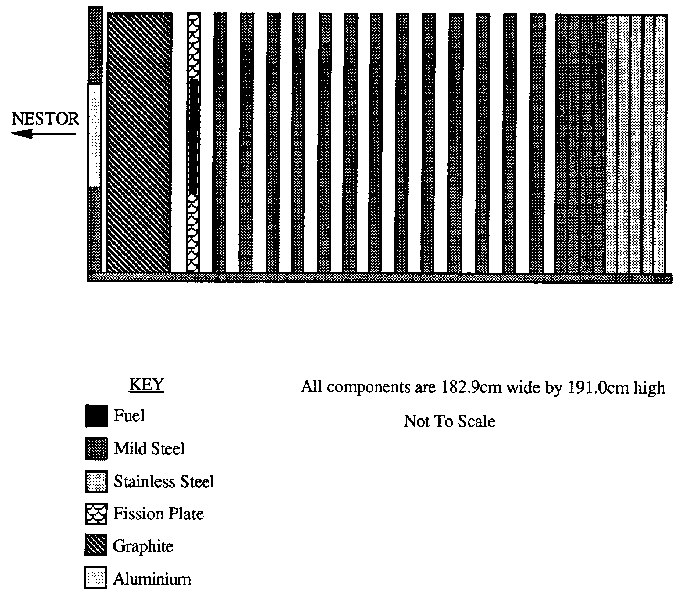 NESTOR
KEY
All components are 182.9cm wide by 191.0cm high
Not To Scale
Fuel
Mild Steel
Stainless Steel
Fission Plate
Graphite
Aluminium